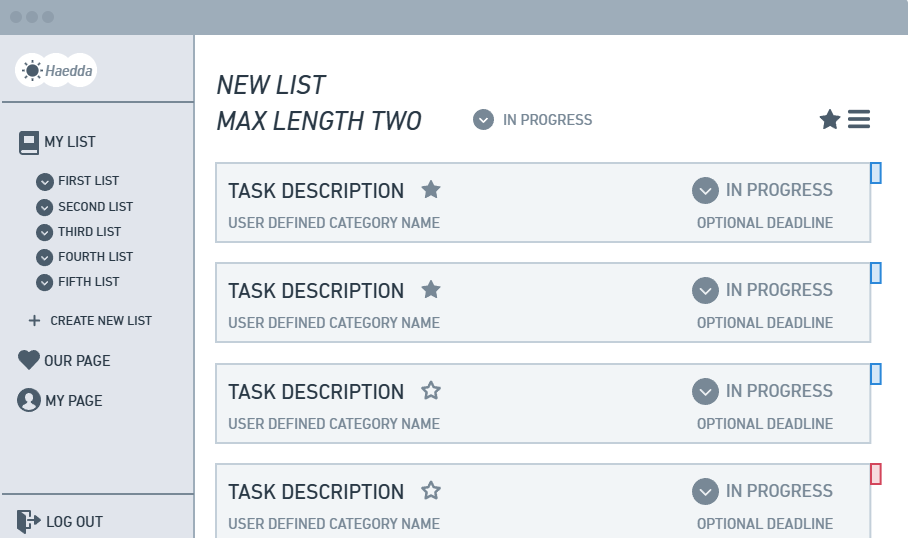 Haedda
MY LIST
FIRST LIST
SECOND LIST
THIRD LIST
FOURTH LIST
FIFTH LIST
CREATE NEW LIST
OUR PAGE
MY PAGE
LOG OUT
NEW LIST
MAX LENGTH TWO
IN PROGRESS
TASK DESCRIPTION
IN PROGRESS
USER DEFINED CATEGORY NAME
OPTIONAL DEADLINE
TASK DESCRIPTION
IN PROGRESS
USER DEFINED CATEGORY NAME
OPTIONAL DEADLINE
TASK DESCRIPTION
IN PROGRESS
USER DEFINED CATEGORY NAME
OPTIONAL DEADLINE
TASK DESCRIPTION
IN PROGRESS
USER DEFINED CATEGORY NAME
OPTIONAL DEADLINE